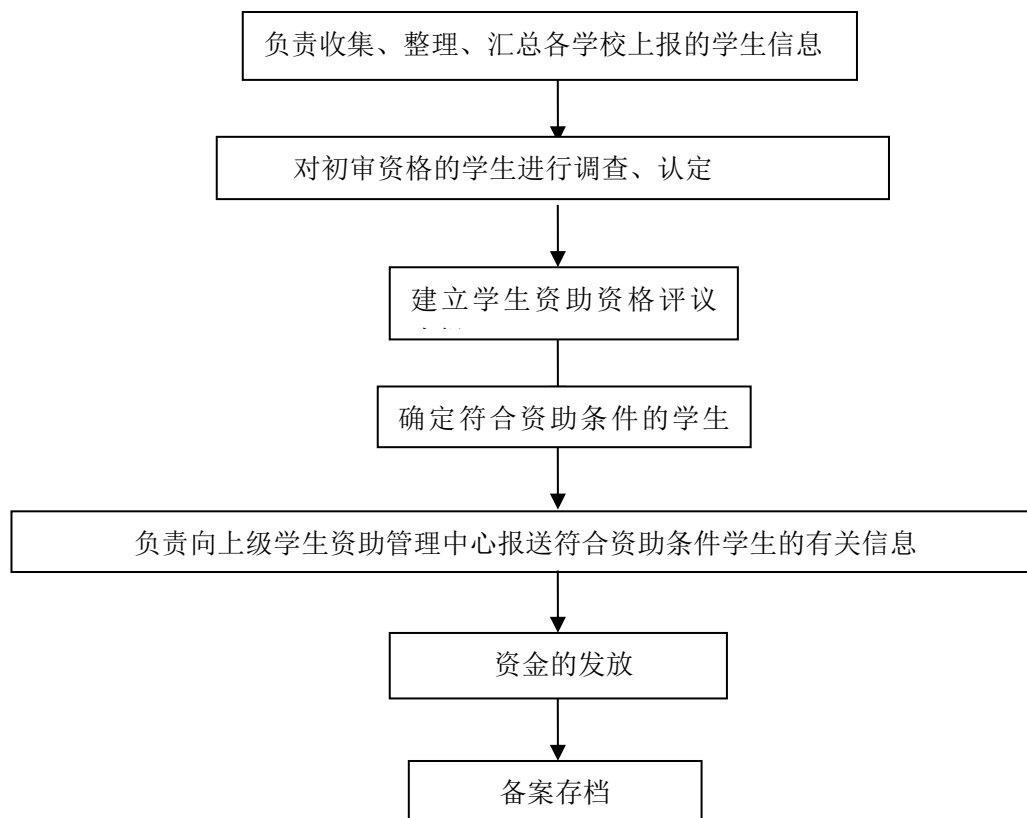 负责收集、整理、汇总各学校上报的学生信息
对初审资格的学生进行调查、认定
建立学生资助资格评议
确定符合资助条件的学生
负责向上级学生资助管理中心报送符合资助条件学生的有关信息
资金的发放
备案存档